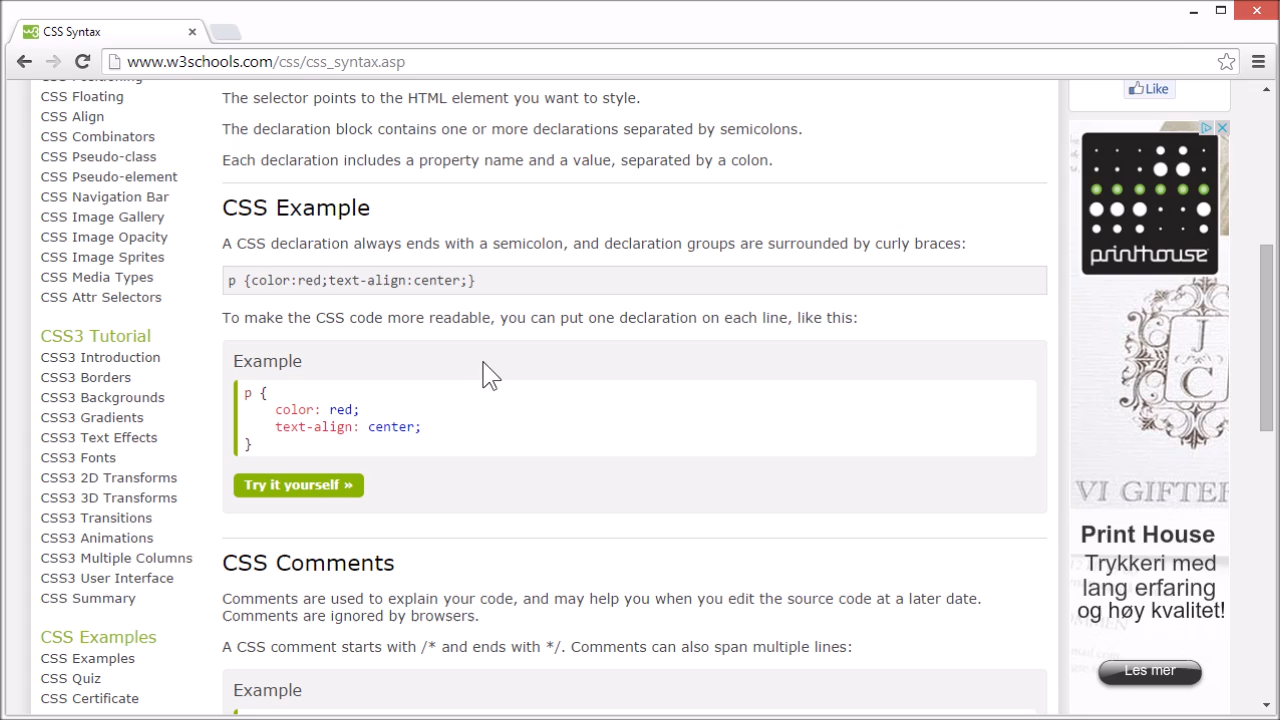 CSS Syntax
www.w3schools.com/css/css_syntax.asp
CSS Floating
CSS Align
CSS Combinators
CSS Pseudo-class
CSS Pseudo-element
CSS Navigation Bar
CSS Image Gallery
CSS Image Opacity
CSS Image Sprites
CSS Media Types
CSS Attr Selectors
CSS3 Tutorial
CSS3 Introduction
CSS3 Borders
CSS3 Backgrounds
CSS3 Gradients
CSS3 Text Effects
CSS3 Fonts
CSS3 2D Transforms
CSS3 3D Transforms
CSS3 Transitions
CSS3 Animations
CSS3 Multiple Columns
CSS3 User Interface
CSS Summary
CSS Examples
CSS Examples
CSS Quiz
CSS Certificate
The selector points to the HTML element you want to style.
The declaration block contains one or more declarations separated by semicolons.
Each declaration includes a property name and a value, separated by a colon.
CSS Example
A CSS declaration always ends with a semicolon, and declaration groups are surrounded by curly braces:
p {color:red;text-align:center;}
To make the CSS code more readable, you can put one declaration on each line, like this:
Example
p {
color: red;
text-align: center;
}
Try it yourself »
CSS Comments
Comments are used to explain your code, and may help you when you edit the source code at a later date.
Comments are ignored by browsers.
A CSS comment starts with /* and ends with */. Comments can also span multiple lines:
Example
Like
printhouse
J
C
VI GIFTER
Print House
Trykkeri med
lang erfaring
og høy kvalitet!
Les mer